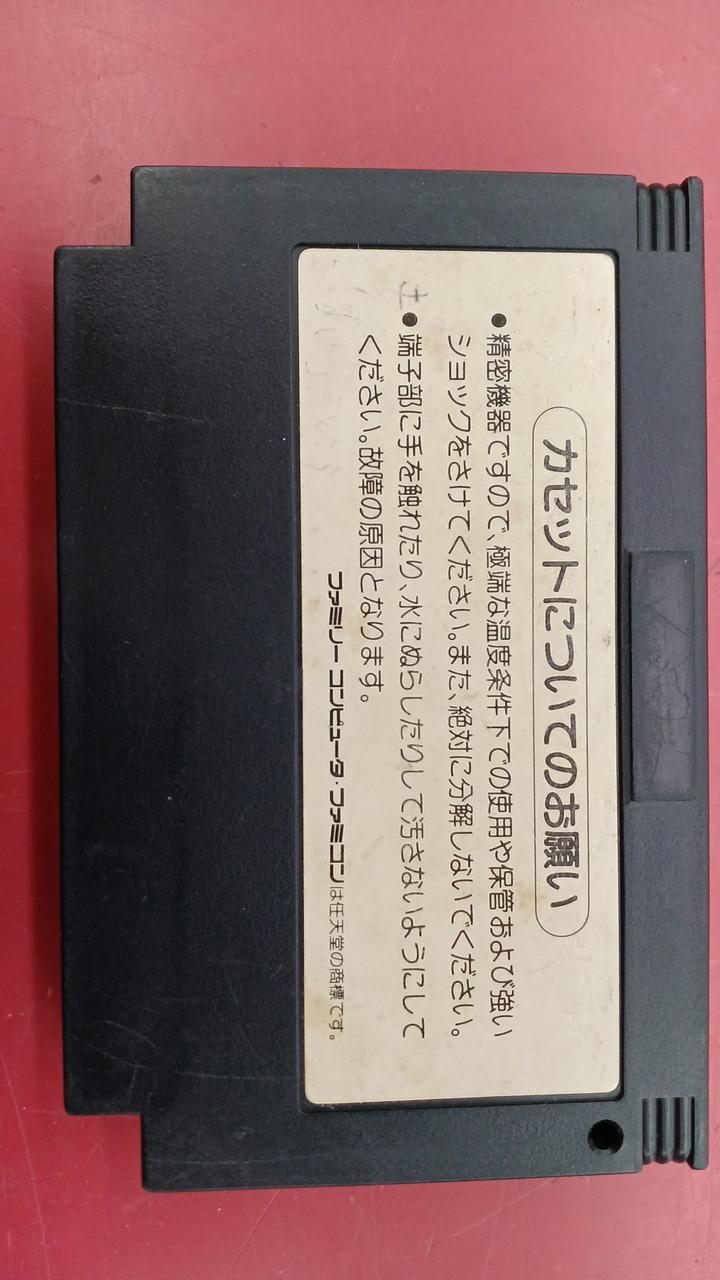 カセットについてのお願い
●精密機器ですので、極端な温度条件下での使用や保管および強い
ショックをさけてください。また、絶対に分解しないでください。
●端子部に手を触れたり、水にぬらしたりして汚さないようにして
ください。故障の原因となります。
ファミリー コンピュータ・ファミコンは任天堂の商標です。